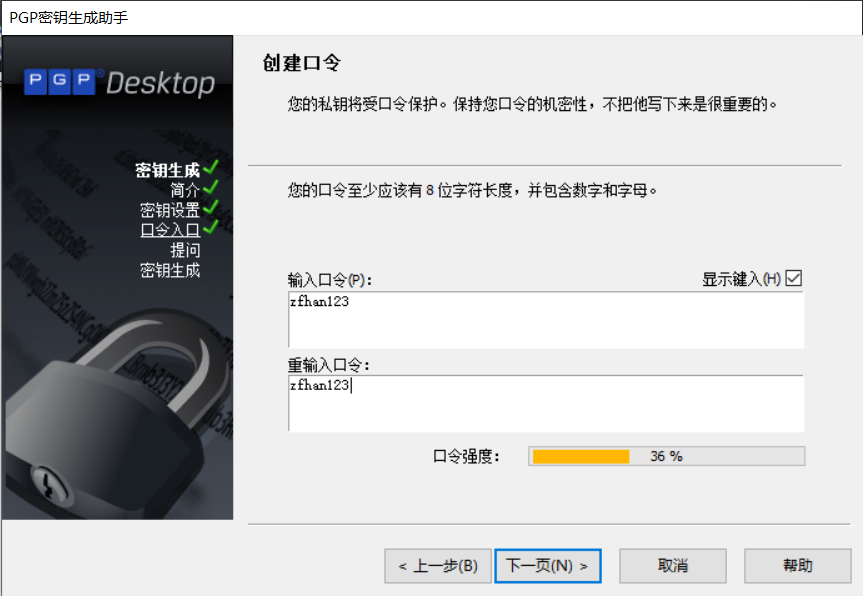 PGP密钥生成助手
PGP® Desktop
密钥生成
简介
密钥设置
口令入口
提问
密钥生成
创建口令
您的私钥将受口令保护。保持您口令的机密性，不把他写下来是很重要的。
您的口令至少应该有 8 位字符长度，并包含数字和字母。
输入口令(P)：
显示键入(H)
zfhan123
重输入口令：
zfhan123
口令强度：
36 %
< 上一步(B)
下一页(N) >
取消
帮助